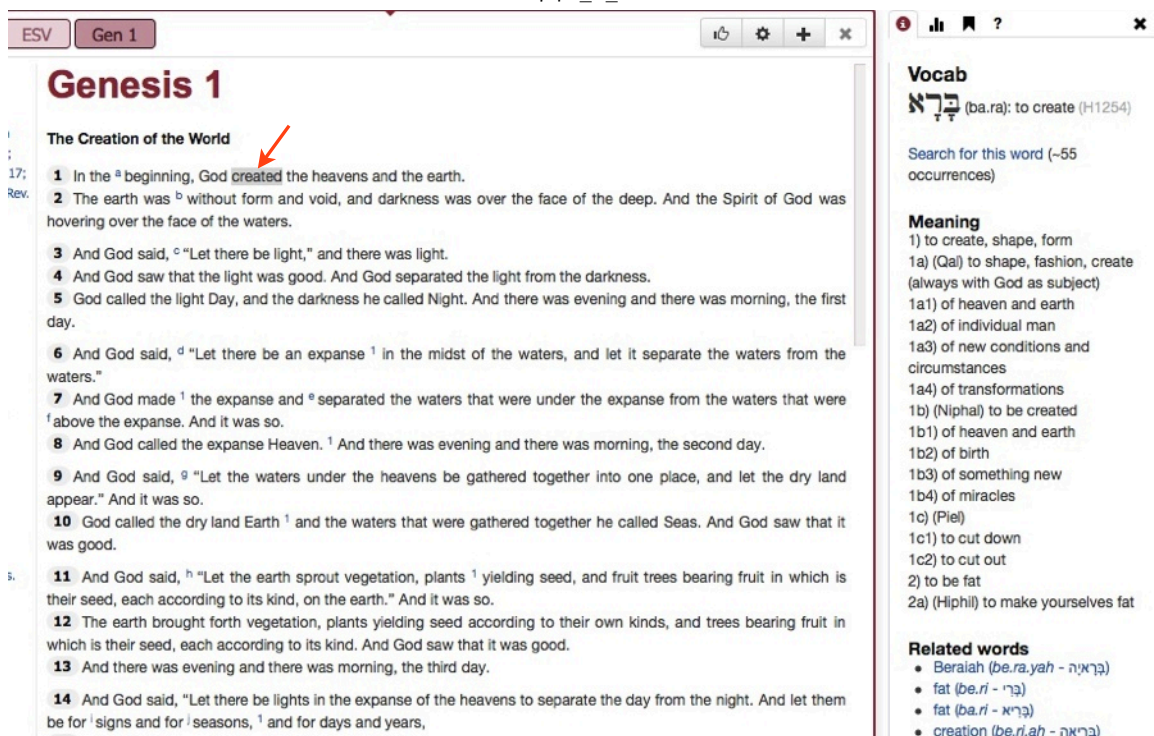 ESV Gen 1
Genesis 1
The Creation of the World
17;
Rev.
1 In the a beginning, God created the heavens and the earth.
2 The earth was b without form and void, and darkness was over the face of the deep. And the Spirit of God was
hovering over the face of the waters.
3 And God said, c “Let there be light,” and there was light.
4 And God saw that the light was good. And God separated the light from the darkness.
5 God called the light Day, and the darkness he called Night. And there was evening and there was morning, the first
day.
6 And God said, d “Let there be an expanse 1 in the midst of the waters, and let it separate the waters from the
waters.”
7 And God made 1 the expanse and e separated the waters that were under the expanse from the waters that were
f above the expanse. And it was so.
8 And God called the expanse Heaven. 1 And there was evening and there was morning, the second day.
9 And God said, g “Let the waters under the heavens be gathered together into one place, and let the dry land
appear.” And it was so.
10 God called the dry land Earth 1 and the waters that were gathered together he called Seas. And God saw that it
was good.
s.
11 And God said, h “Let the earth sprout vegetation, plants 1 yielding seed, and fruit trees bearing fruit in which is
their seed, each according to its kind, on the earth.” And it was so.
12 The earth brought forth vegetation, plants yielding seed according to their own kinds, and trees bearing fruit in
which is their seed, each according to its kind. And God saw that it was good.
13 And there was evening and there was morning, the third day.
14 And God said, “Let there be lights in the expanse of the heavens to separate the day from the night. And let them
be for i signs and for j seasons, 1 and for days and years,
?
Vocab
בָּרָא (ba.ra): to create (H1254)
Search for this word (~55
occurrences)
Meaning
1) to create, shape, form
1a) (Qal) to shape, fashion, create
(always with God as subject)
1a1) of heaven and earth
1a2) of individual man
1a3) of new conditions and
circumstances
1a4) of transformations
1b) (Niphal) to be created
1b1) of heaven and earth
1b2) of birth
1b3) of something new
1b4) of miracles
1c) (Piel)
1c1) to cut down
1c2) to cut out
2) to be fat
2a) (Hiphil) to make yourselves fat
Related words
• Beraiah (be.ra.yah - בְּרָאיָה)
• fat (be.ri - בְּרִי)
• fat (ba.ri - בָּרִיא)
• creation (be.ri.ah - בְּרִיאָה)